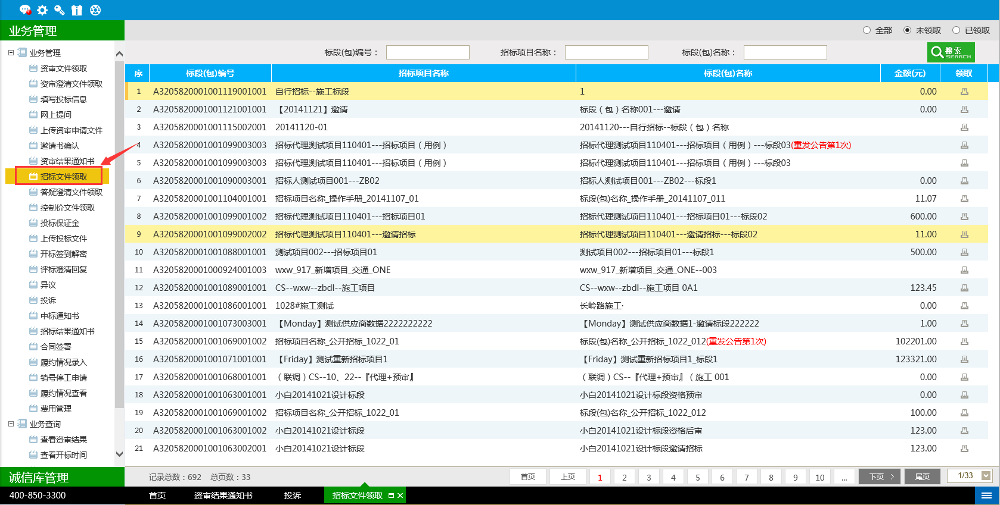 业务管理
全部 未领取 已领取
标段(包)编号： 招标项目名称： 标段(包)名称： 搜索 SEARCH
业务管理
资审文件领取
资审澄清文件领取
填写投标信息
网上提问
上传资审申请文件
邀请书确认
资审结果通知书
招标文件领取
答疑澄清文件领取
控制价文件领取
投标保证金
上传投标文件
开标签到解密
评标澄清回复
异议
投诉
中标通知书
招标结果通知书
合同签署
履约情况录入
销号停工申请
履约情况查看
费用管理
业务查询
查看资审结果
查看开标时间
诚信库管理
400-850-3300
序 标段(包)编号 招标项目名称 标段(包)名称 金额(元) 领取
1 A3205820001001119001001 自行招标--施工标段 1 0.00
2 A3205820001001121001001 【20141121】邀请 标段（包）名称001---邀请 0.00
3 A3205820001001115002001 20141120-01 20141120---自行招标--标段（包）名称
4 A3205820001001099003003 招标代理测试项目110401---招标项目（用例） 招标代理测试项目110401---招标项目（用例）---标段03(重发公告第1次)
5 A3205820001001099003003 招标代理测试项目110401---招标项目（用例） 招标代理测试项目110401---招标项目（用例）---标段03
6 A3205820001001090003001 招标人测试项目001---ZB02 招标人测试项目001---ZB02---标段1 0.00
7 A3205820001001104001001 招标项目名称_操作手册_20141107_01 标段(包)名称_操作手册_20141107_011 11.07
8 A3205820001001099001002 招标代理测试项目110401---招标项目01 招标代理测试项目110401---招标项目01---标段02 600.00
9 A3205820001001099002002 招标代理测试项目110401---邀请招标 招标代理测试项目110401---邀请招标---标段02 11.00
10 A3205820001001088001001 测试项目002---招标项目01 测试项目002---招标项目01---标段1 500.00
11 A3205820001000924001003 wxw_917_新增项目_交通_ONE wxw_917_新增项目_交通_ONE--003
12 A3205820001001089001001 CS--wxw--zbdl--施工项目 CS--wxw--zbdl--施工项目 0A1 123.45
13 A3205820001001086001001 1028#施工测试 长岭路施工· 0.00
14 A3205820001001073003001 【Monday】测试供应商数据2222222222 【Monday】测试供应商数据1-邀请标段222222 1.00
15 A3205820001001069001002 招标项目名称_公开招标_1022_01 标段(包)名称_公开招标_1022_012(重发公告第1次) 102201.00
16 A3205820001001071001001 【Friday】测试重新招标项目1 【Friday】测试重新招标项目1_标段1 123321.00
17 A3205820001001068001001 （联调）CS--10、22--『代理+预审』 （联调）CS--『代理+预审』（施工 001 0.00
18 A3205820001001063001001 小白20141021设计标段 小白20141021设计标段资格预审 0.00
19 A3205820001001069001002 招标项目名称_公开招标_1022_01 标段(包)名称_公开招标_1022_012 100.00
20 A3205820001001063001002 小白20141021设计标段 小白20141021设计标段资格后审 123.00
21 A3205820001001063002001 小白20141021设计标段 小白20141021设计标段邀请招标 123.00
记录总数：692 总页数：33 首页 上页 1 2 3 4 5 6 7 8 9 10 ... 下页 尾页 1/33
首页 资审结果通知书 投诉 招标文件领取